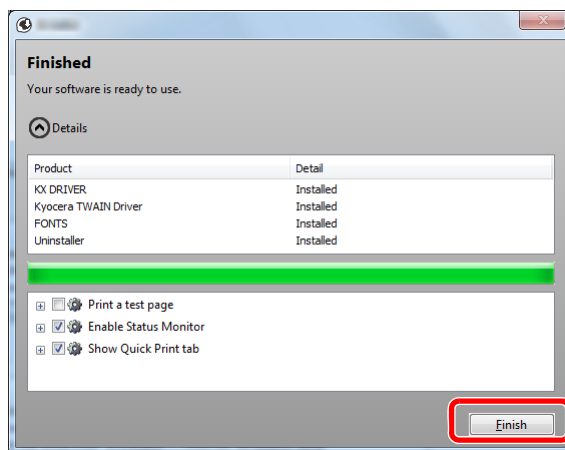 Finished
Your software is ready to use.
Details
Product Detail
KX DRIVER Installed
Kyocera TWAIN Driver Installed
FONTS Installed
Uninstaller Installed
Print a test page
Enable Status Monitor
Show Quick Print tab
Finish